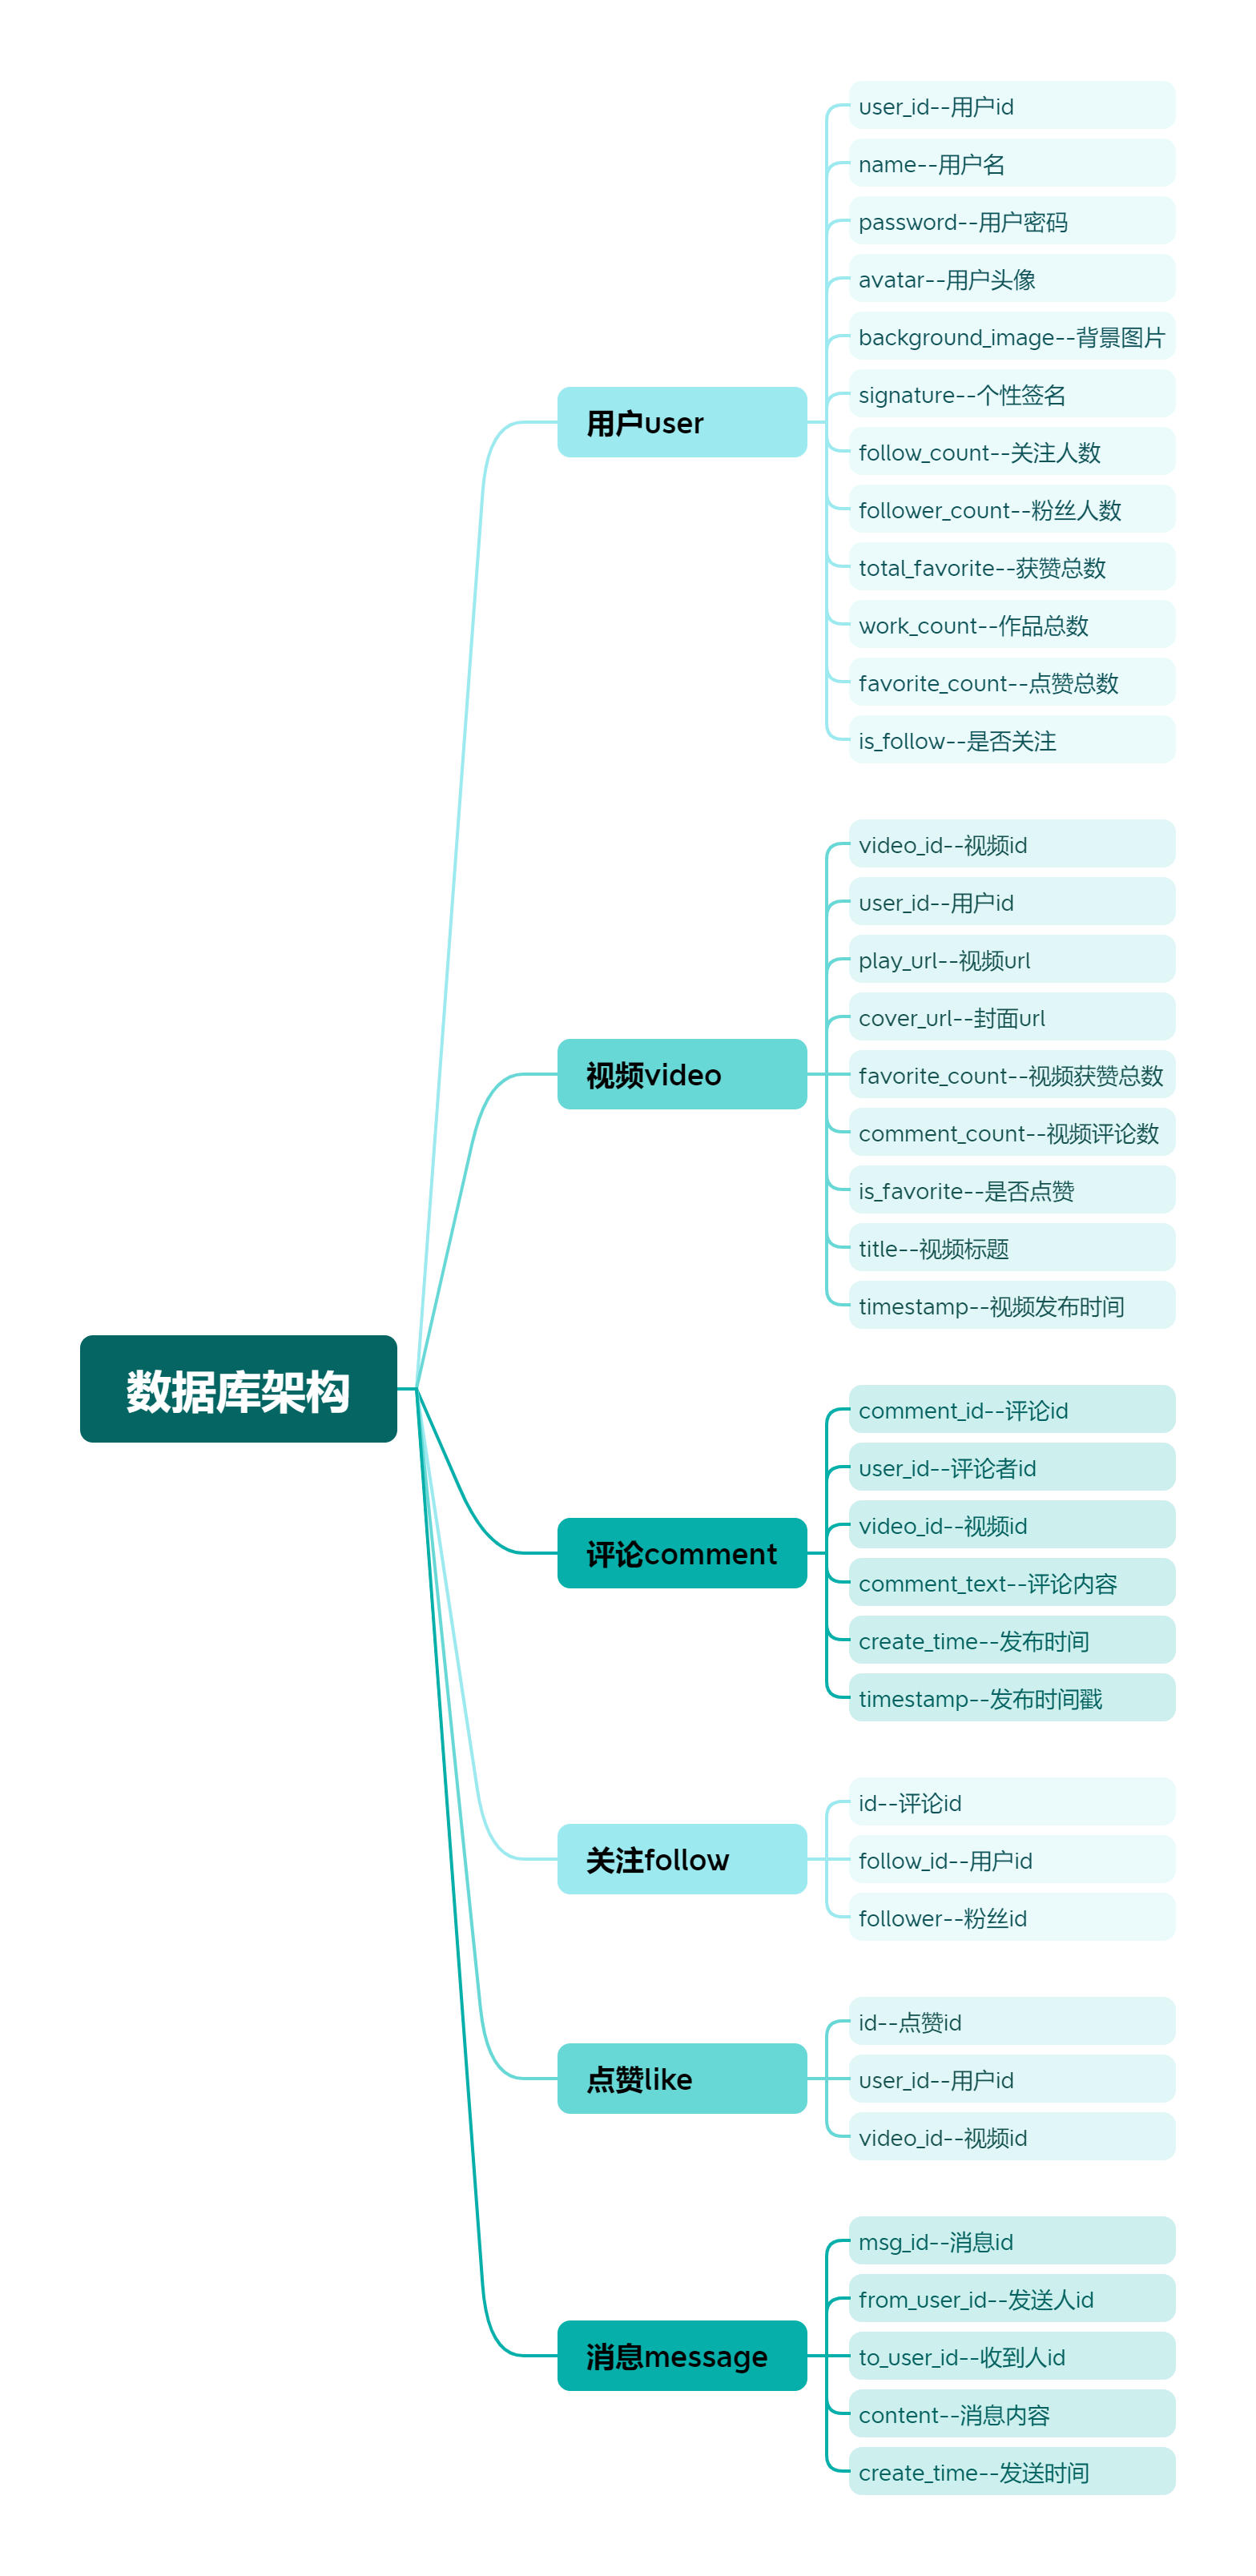 数据库架构
用户user
user_id--用户id
name--用户名
password--用户密码
avatar--用户头像
background_image--背景图片
signature--个性签名
follow_count--关注人数
follower_count--粉丝人数
total_favorite--获赞总数
work_count--作品总数
favorite_count--点赞总数
is_follow--是否关注
视频video
video_id--视频id
user_id--用户id
play_url--视频url
cover_url--封面url
favorite_count--视频获赞总数
comment_count--视频评论数
is_favorite--是否点赞
title--视频标题
timestamp--视频发布时间
评论comment
comment_id--评论id
user_id--评论者id
video_id--视频id
comment_text--评论内容
create_time--发布时间
timestamp--发布时间戳
关注follow
id--评论id
follow_id--用户id
follower--粉丝id
点赞like
id--点赞id
user_id--用户id
video_id--视频id
消息message
msg_id--消息id
from_user_id--发送人id
to_user_id--收到人id
content--消息内容
create_time--发送时间